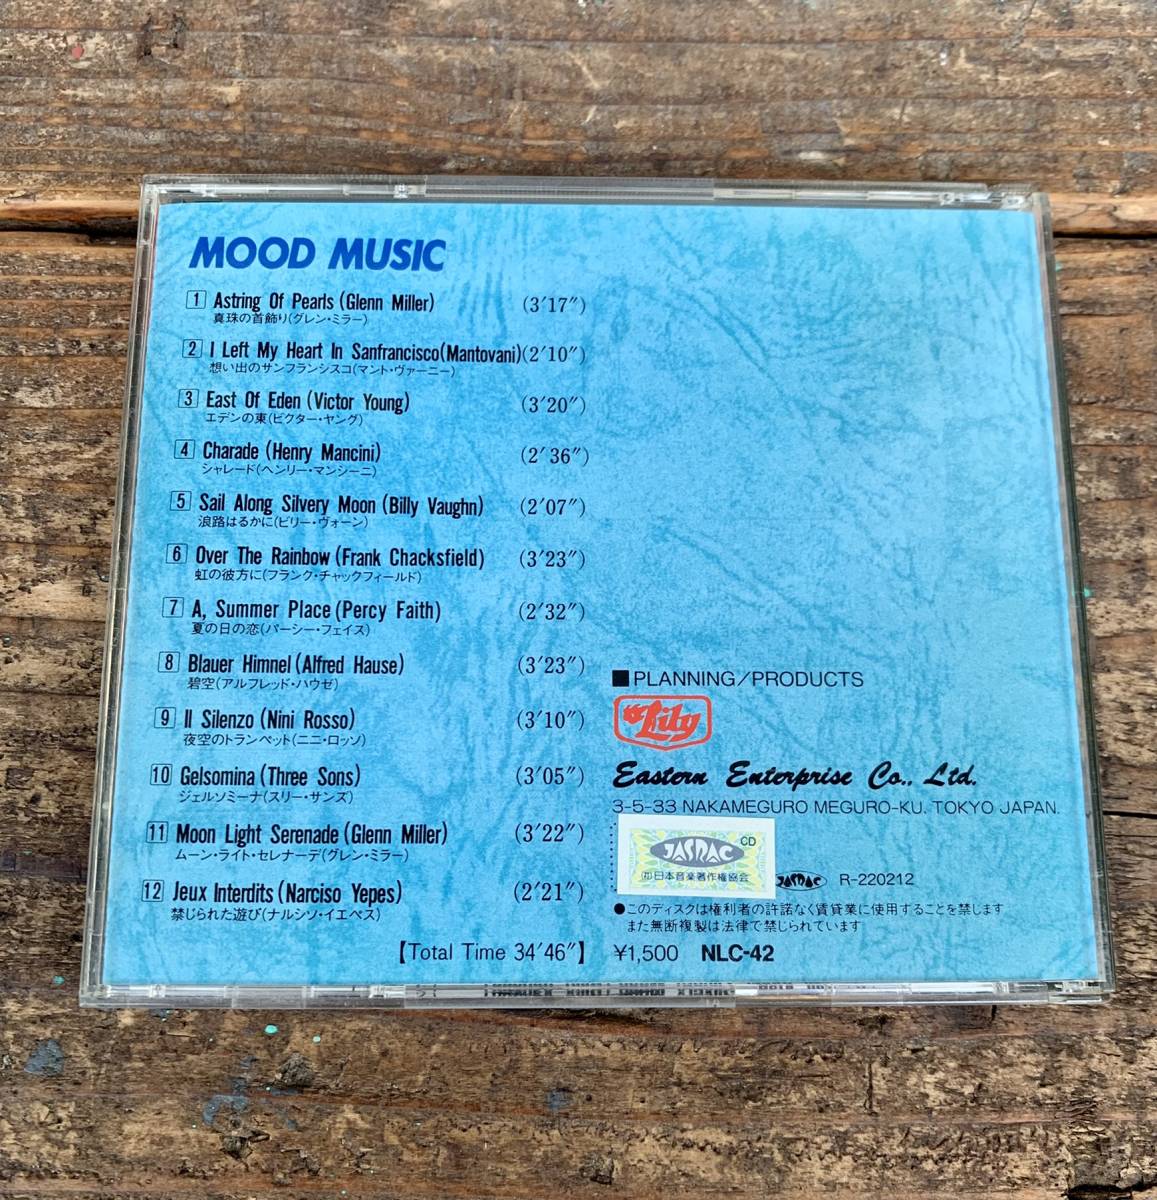 MOOD MUSIC
1 Astring Of Pearls (Glenn Miller) (3′17″)
真珠の首飾り(グレン・ミラー)
2 I Left My Heart In Sanfrancisco(Mantovani)(2′10″)
想い出のサンフランシスコ(マント・ヴァーニー)
3 East Of Eden (Victor Young) (3′20″)
エデンの東(ビクター・ヤング)
4 Charade (Henry Mancini) (2′36″)
シャレード(ヘンリー・マンシーニ)
5 Sail Along Silvery Moon (Billy Vaughn) (2′07″)
浪路はるかに(ビリー・ヴォーン)
6 Over The Rainbow (Frank Chacksfield) (3′23″)
虹の彼方に(フランク・チャックフィールド)
7 A, Summer Place (Percy Faith) (2′32″)
夏の日の恋(パーシー・フェイス)
8 Blauer Himnel (Alfred Hause) (3′23″)
碧空(アルフレッド・ハウゼ)
9 Il Silenzo (Nini Rosso) (3′10″)
夜空のトランペット(ニニ・ロッソ)
10 Gelsomina (Three Sons) (3′05″)
ジェルソミーナ(スリー・サンズ)
11 Moon Light Serenade (Glenn Miller) (3′22″)
ムーン・ライト・セレナーデ(グレン・ミラー)
12 Jeux Interdits (Narciso Yepes) (2′21″)
禁じられた遊び(ナルシソ・イエペス)
【Total Time 34′46″】
■PLANNING/PRODUCTS
Lily
Eastern Enterprise Co., Ltd.
3-5-33 NAKAMEGURO MEGURO-KU. TOKYO JAPAN.
CD
JASRAC
(社)日本音楽著作権協会
JASRAC R-220212
●このディスクは権利者の許諾なく賃貸業に使用することを禁じます
また無断複製は法律で禁じられています
¥1,500 NLC-42